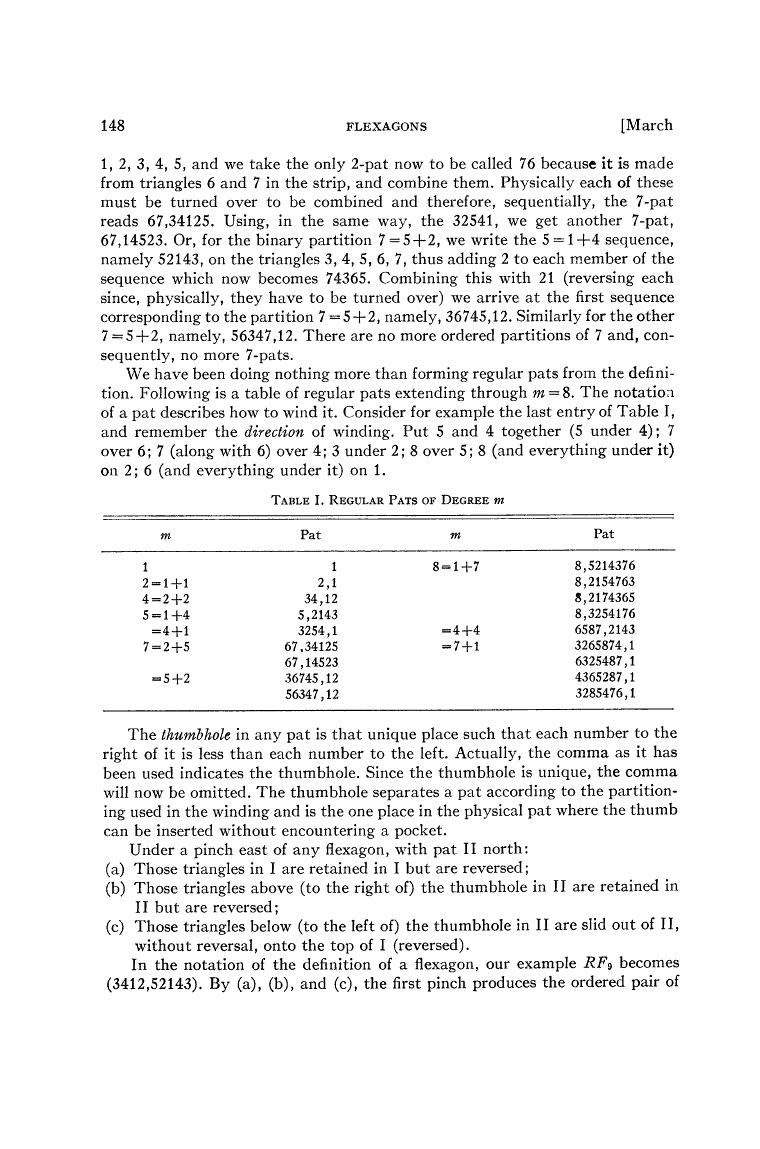 148 FLEXAGONS [March
1, 2, 3, 4, 5, and we take the only 2-pat now to be called 76 because it is made
from triangles 6 and 7 in the strip, and combine them. Physically each of these
must be turned over to be combined and therefore, sequentially, the 7-pat
reads 67,34125. Using, in the same way, the 32541, we get another 7-pat,
67,14523. Or, for the binary partition 7=5+2, we write the 5=1+4 sequence,
namely 52143, on the triangles 3, 4, 5, 6, 7, thus adding 2 to each member of the
sequence which now becomes 74365. Combining this with 21 (reversing each
since, physically, they have to be turned over) we arrive at the first sequence
corresponding to the partition 7=5+2, namely, 36745,12. Similarly for the other
7=5+2, namely, 56347,12. There are no more ordered partitions of 7 and, con-
sequently, no more 7-pats.
We have been doing nothing more than forming regular pats from the defini-
tion. Following is a table of regular pats extending through m=8. The notation
of a pat describes how to wind it. Consider for example the last entry of Table I,
and remember the direction of winding. Put 5 and 4 together (5 under 4); 7
over 6; 7 (along with 6) over 4; 3 under 2; 8 over 5; 8 (and everything under it)
on 2; 6 (and everything under it) on 1.
TABLE I. REGULAR PATS OF DEGREE m
m Pat m Pat
1 1 8=1+7 8,5214376
2=1+1 2,1 8,2154763
4=2+2 34,12 8,2174365
5=1+4 5,2143 8,3254176
=4+1 3254,1 =4+4 6587,2143
7=2+5 67,34125 =7+1 3265874,1
67,14523 6325487,1
=5+2 36745,12 4365287,1
56347,12 3285476,1
The thumbhole in any pat is that unique place such that each number to the
right of it is less than each number to the left. Actually, the comma as it has
been used indicates the thumbhole. Since the thumbhole is unique, the comma
will now be omitted. The thumbhole separates a pat according to the partition-
ing used in the winding and is the one place in the physical pat where the thumb
can be inserted without encountering a pocket.
Under a pinch east of any flexagon, with pat II north:
(a) Those triangles in I are retained in I but are reversed;
(b) Those triangles above (to the right of) the thumbhole in II are retained in
II but are reversed;
(c) Those triangles below (to the left of) the thumbhole in II are slid out of II,
without reversal, onto the top of I (reversed).
In the notation of the definition of a flexagon, our example RF₉ becomes
(3412,52143). By (a), (b), and (c), the first pinch produces the ordered pair of